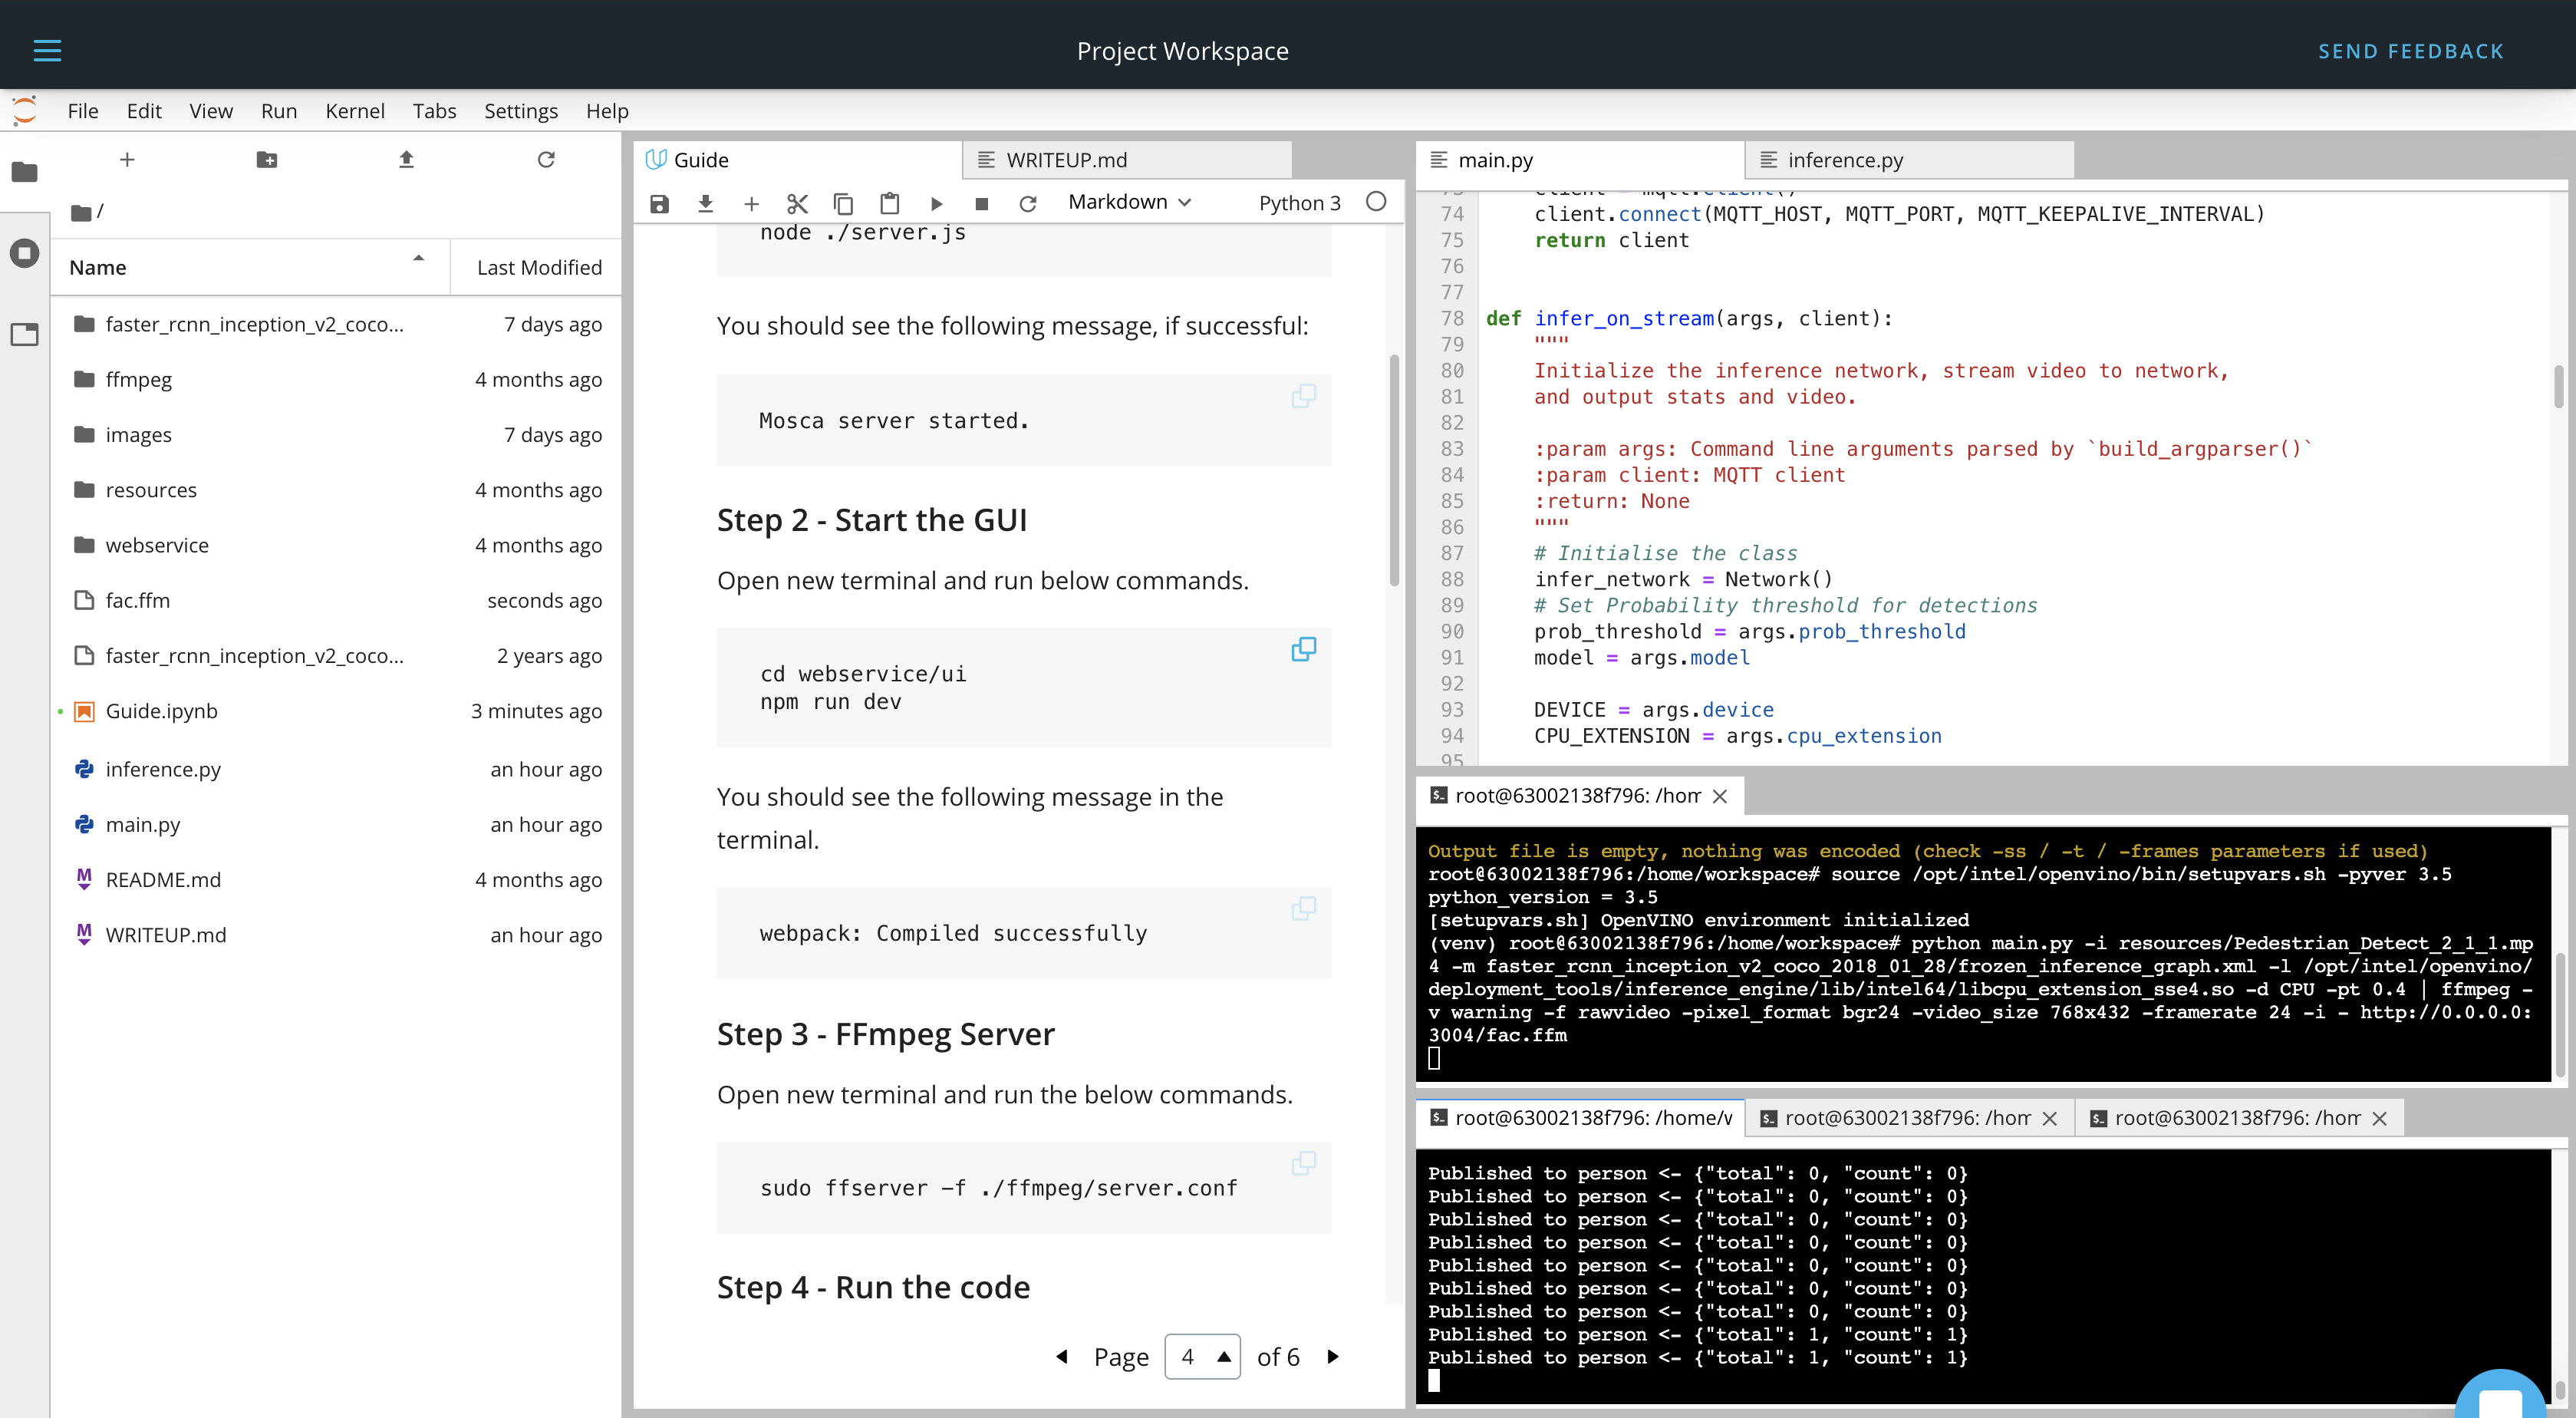 Project Workspace
SEND FEEDBACK
File Edit View Run Kernel Tabs Settings Help
/
Name Last Modified
faster_rcnn_inception_v2_coco... 7 days ago
ffmpeg 4 months ago
images 7 days ago
resources 4 months ago
webservice 4 months ago
fac.ffm seconds ago
faster_rcnn_inception_v2_coco... 2 years ago
Guide.ipynb 3 minutes ago
inference.py an hour ago
main.py an hour ago
README.md 4 months ago
WRITEUP.md an hour ago
Guide WRITEUP.md
Markdown Python 3
node ./server.js
You should see the following message, if successful:
Mosca server started.
Step 2 - Start the GUI
Open new terminal and run below commands.
cd webservice/ui
npm run dev
You should see the following message in the
terminal.
webpack: Compiled successfully
Step 3 - FFmpeg Server
Open new terminal and run the below commands.
sudo ffserver -f ./ffmpeg/server.conf
Step 4 - Run the code
Page 4 of 6
main.py inference.py
73 client = mqtt.Client()
74 client.connect(MQTT_HOST, MQTT_PORT, MQTT_KEEPALIVE_INTERVAL)
75 return client
76
77
78 def infer_on_stream(args, client):
79 """
80 Initialize the inference network, stream video to network,
81 and output stats and video.
82
83 :param args: Command line arguments parsed by `build_argparser()`
84 :param client: MQTT client
85 :return: None
86 """
87 # Initialise the class
88 infer_network = Network()
89 # Set Probability threshold for detections
90 prob_threshold = args.prob_threshold
91 model = args.model
92
93 DEVICE = args.device
94 CPU_EXTENSION = args.cpu_extension
95
root@63002138f796: /hom
Output file is empty, nothing was encoded (check -ss / -t / -frames parameters if used)
root@63002138f796:/home/workspace# source /opt/intel/openvino/bin/setupvars.sh -pyver 3.5
python_version = 3.5
[setupvars.sh] OpenVINO environment initialized
(venv) root@63002138f796:/home/workspace# python main.py -i resources/Pedestrian_Detect_2_1_1.mp
4 -m faster_rcnn_inception_v2_coco_2018_01_28/frozen_inference_graph.xml -l /opt/intel/openvino/
deployment_tools/inference_engine/lib/intel64/libcpu_extension_sse4.so -d CPU -pt 0.4 | ffmpeg -
v warning -f rawvideo -pixel_format bgr24 -video_size 768x432 -framerate 24 -i - http://0.0.0.0:
3004/fac.ffm
root@63002138f796: /home/w root@63002138f796: /hom root@63002138f796: /hom
Published to person <- {"total": 0, "count": 0}
Published to person <- {"total": 0, "count": 0}
Published to person <- {"total": 0, "count": 0}
Published to person <- {"total": 0, "count": 0}
Published to person <- {"total": 0, "count": 0}
Published to person <- {"total": 0, "count": 0}
Published to person <- {"total": 0, "count": 0}
Published to person <- {"total": 1, "count": 1}
Published to person <- {"total": 1, "count": 1}